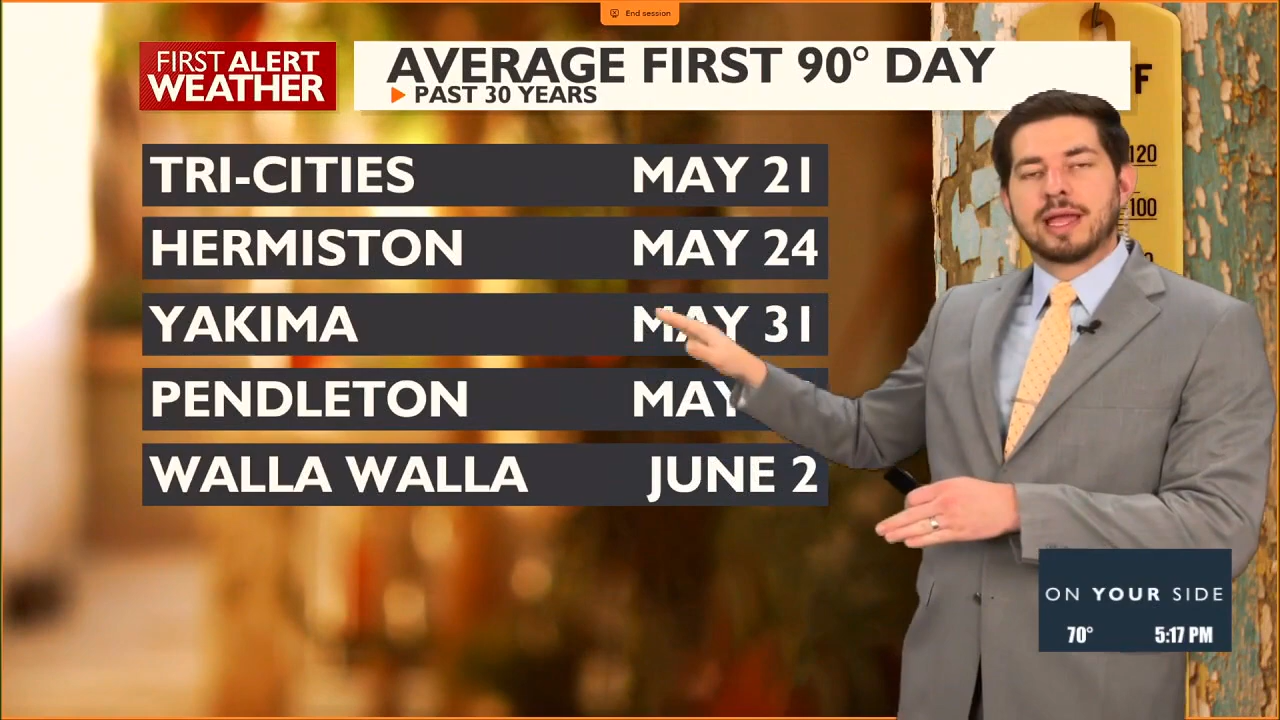 End session
FIRST ALERT
WEATHER
AVERAGE FIRST 90° DAY
PAST 30 YEARS
TRI-CITIES MAY 21
HERMISTON MAY 24
YAKIMA MAY 31
PENDLETON MAY
WALLA WALLA JUNE 2
F
120
100
ON YOUR SIDE
70° 5:17 PM